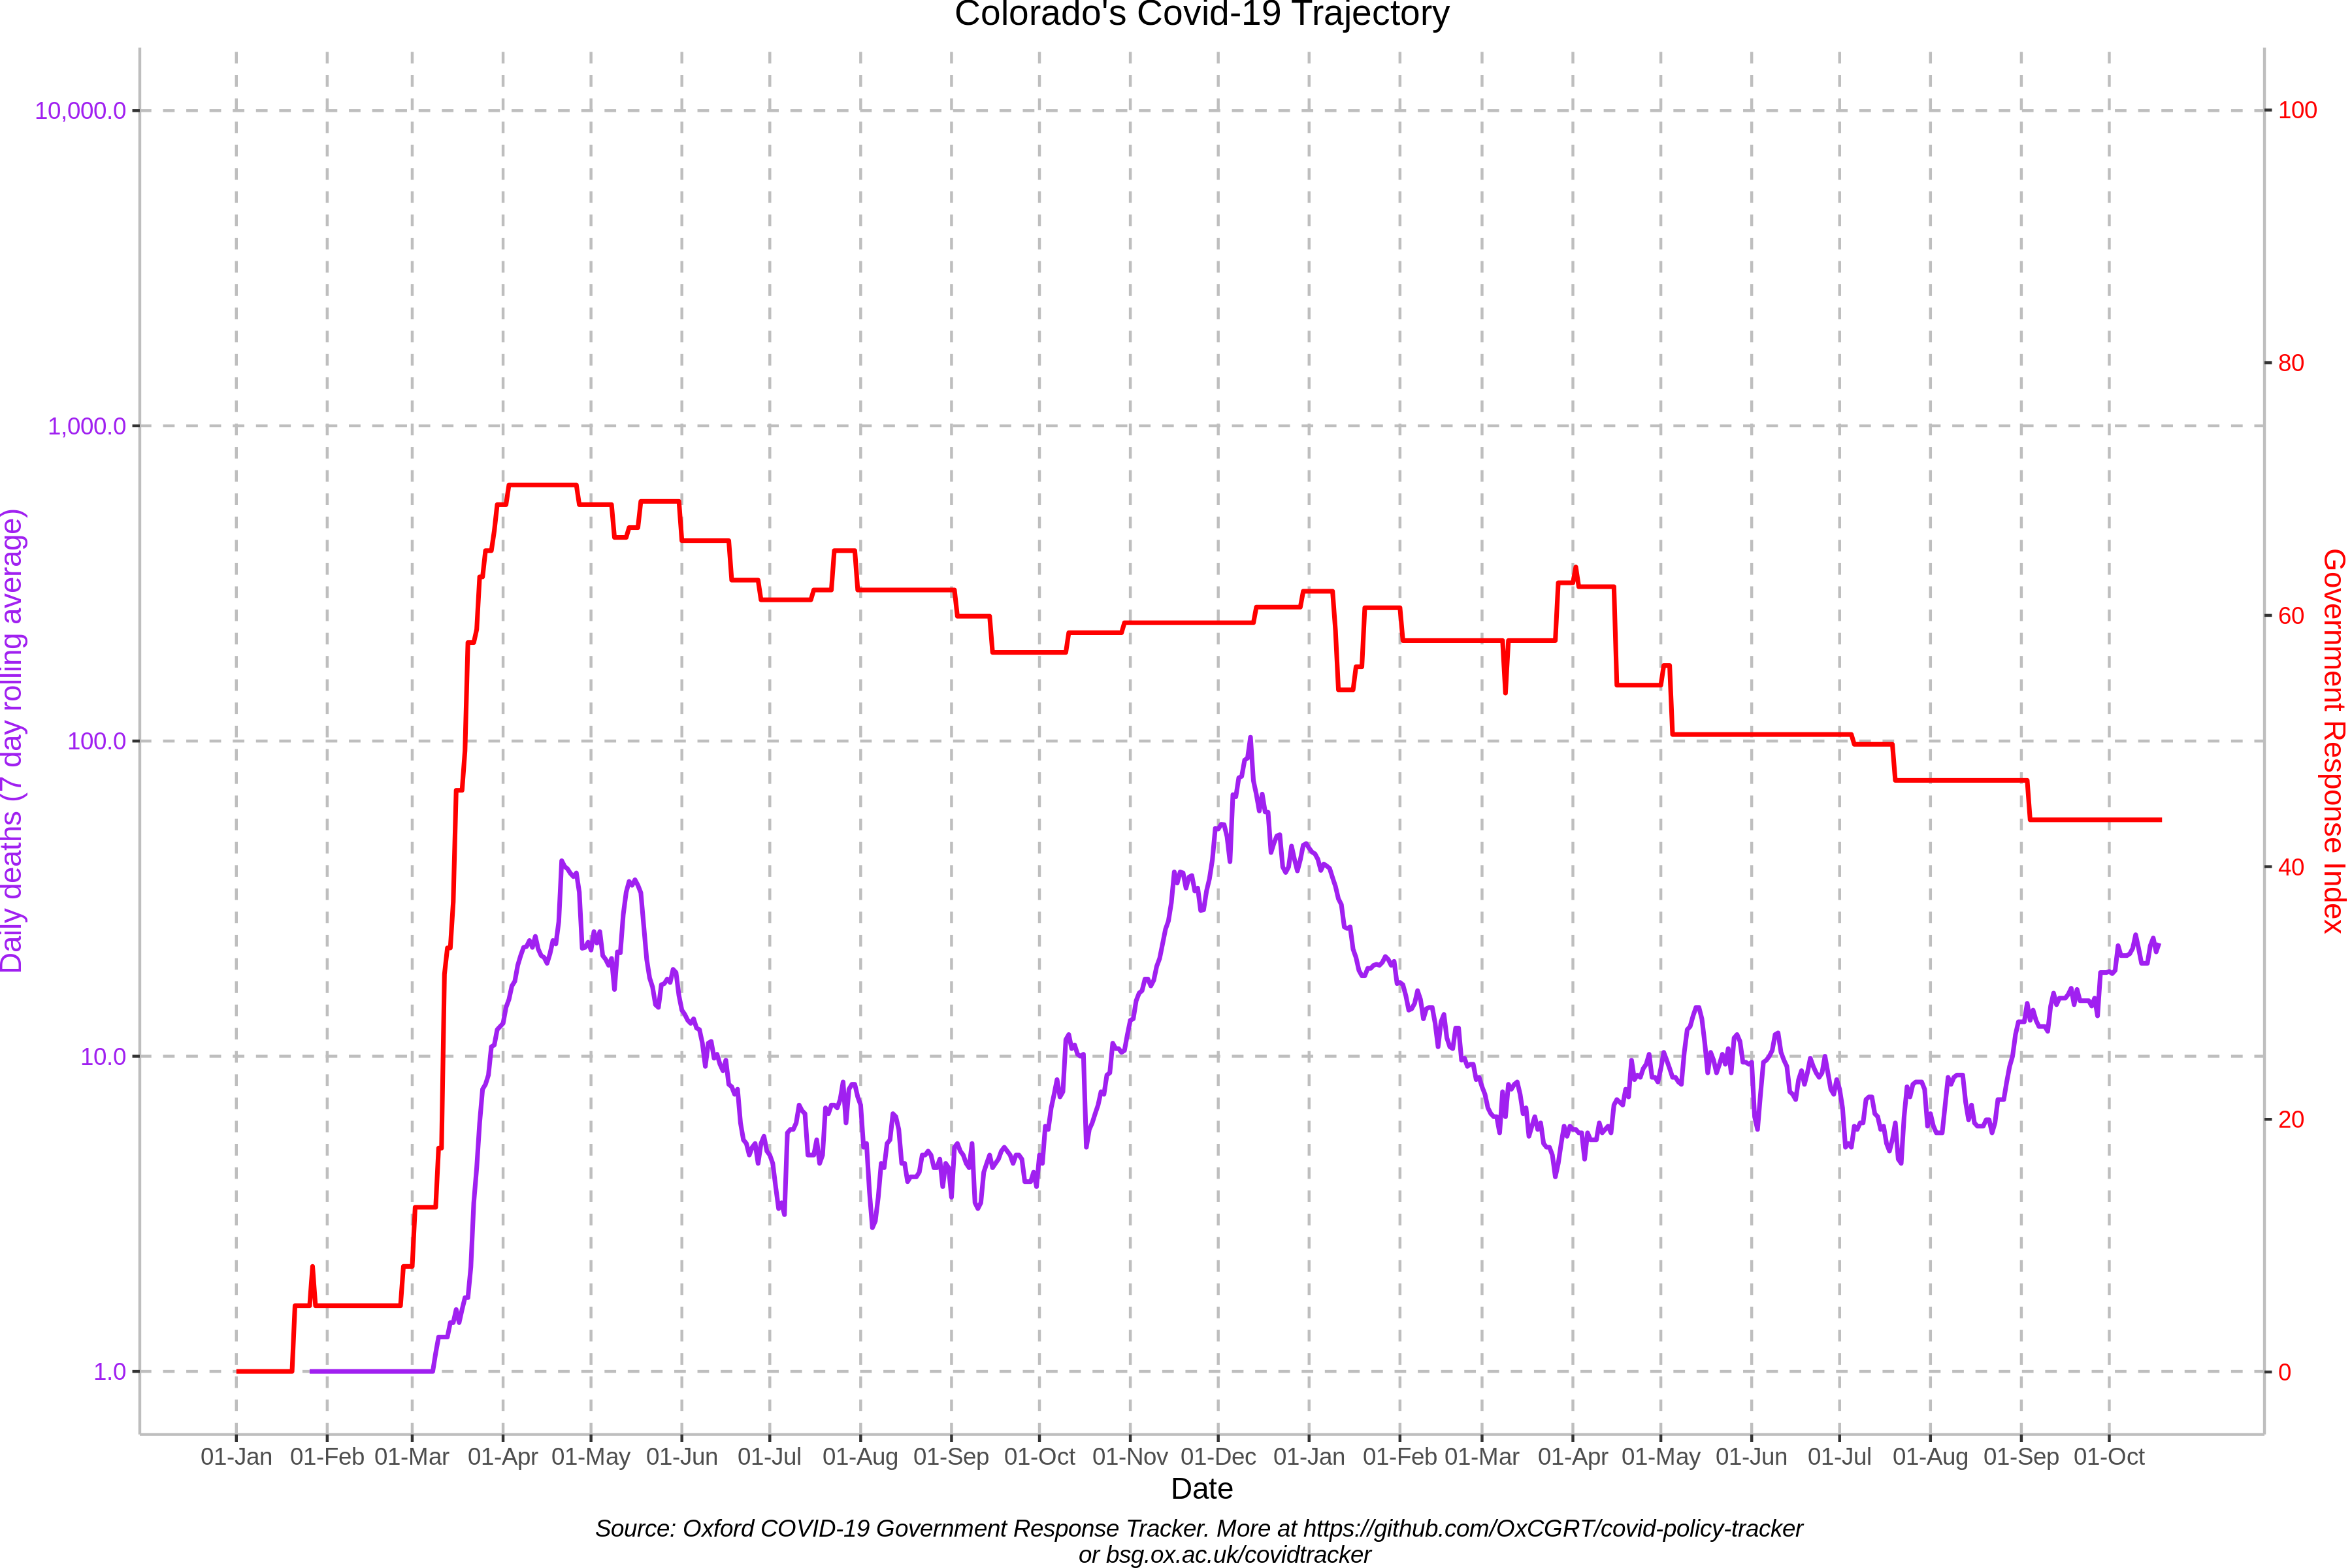 Colorado's Covid-19 Trajectory
10,000.0
1,000.0
100.0
10.0
1.0
Daily deaths (7 day rolling average)
100
80
60
40
20
0
Government Response Index
01-Jan 01-Feb 01-Mar 01-Apr 01-May 01-Jun 01-Jul 01-Aug 01-Sep 01-Oct 01-Nov 01-Dec 01-Jan 01-Feb 01-Mar 01-Apr 01-May 01-Jun 01-Jul 01-Aug 01-Sep 01-Oct
Date
Source: Oxford COVID-19 Government Response Tracker. More at https://github.com/OxCGRT/covid-policy-tracker
or bsg.ox.ac.uk/covidtracker